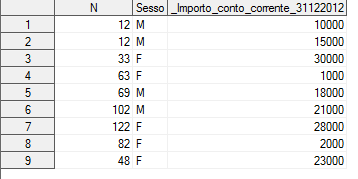 N Sesso _Importo_conto_corrente_31122012
1 12 M 10000
2 12 M 15000
3 33 F 30000
4 63 F 1000
5 69 M 18000
6 102 M 21000
7 122 F 28000
8 82 F 2000
9 48 F 23000